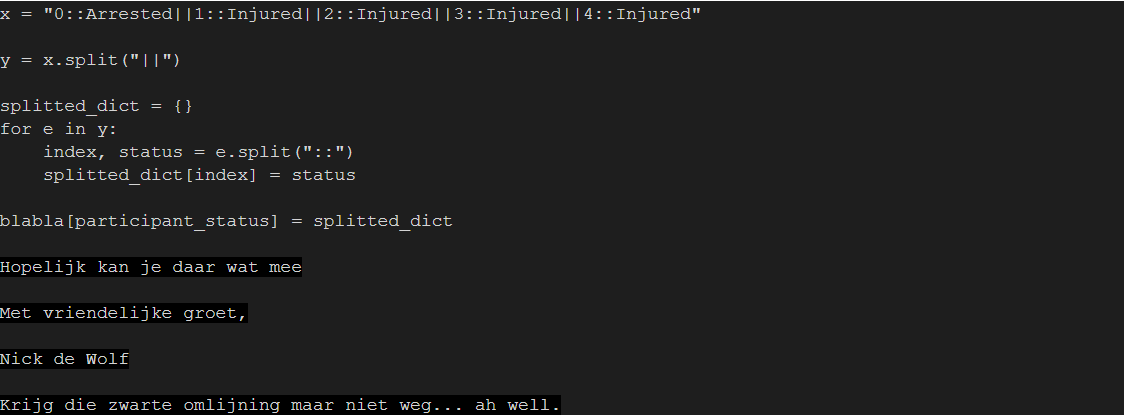 x = "0::Arrested||1::Injured||2::Injured||3::Injured||4::Injured"
y = x.split("||")
splitted_dict = {}
for e in y:
    index, status = e.split("::")
    splitted_dict[index] = status
blabla[participant_status] = splitted_dict
Hopelijk kan je daar wat mee
Met vriendelijke groet,
Nick de Wolf
Krijg die zwarte omlijning maar niet weg... ah well.